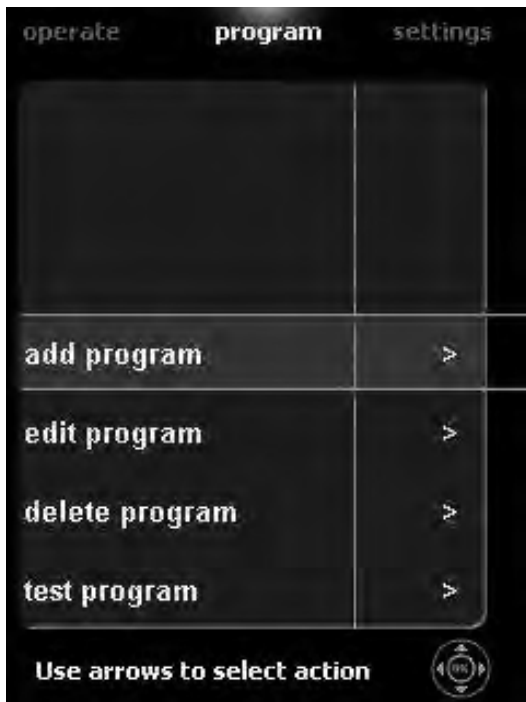 operate program settings
add program >
edit program >
delete program >
test program >
Use arrows to select action